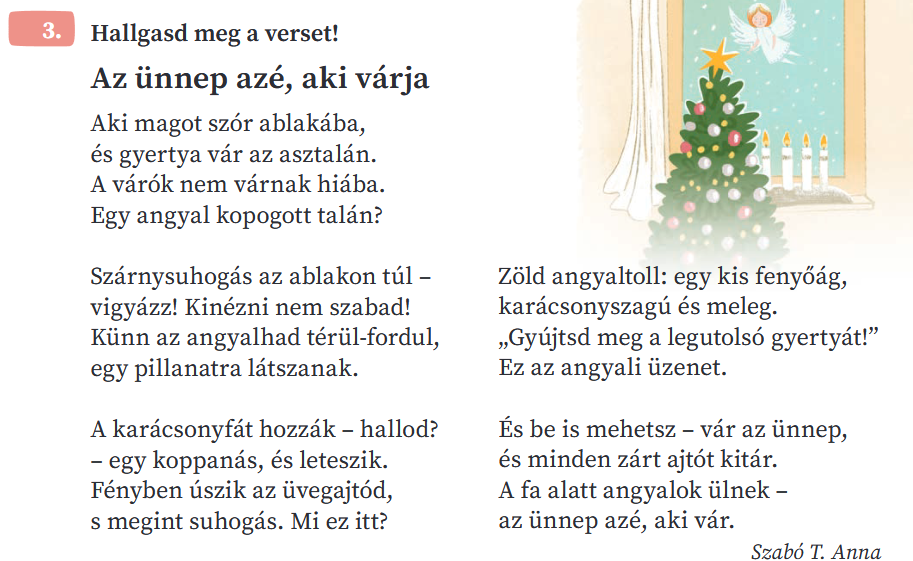 3. Hallgasd meg a verset!
Az ünnep azé, aki várja
Aki magot szór ablakába,
és gyertya vár az asztalán.
A várók nem várnak hiába.
Egy angyal kopogott talán?
Szárnysuhogás az ablakon túl –
vigyázz! Kinézni nem szabad!
Künn az angyalhad térül-fordul,
egy pillanatra látszanak.
A karácsonyfát hozzák – hallod?
– egy koppanás, és leteszik.
Fényben úszik az üvegajtód,
s megint suhogás. Mi ez itt?
Zöld angyaltoll: egy kis fenyőág,
karácsonyszagú és meleg.
„Gyújtsd meg a legutolsó gyertyát!”
Ez az angyali üzenet.
És be is mehetsz – vár az ünnep,
és minden zárt ajtót kitár.
A fa alatt angyalok ülnek –
az ünnep azé, aki vár.
Szabó T. Anna